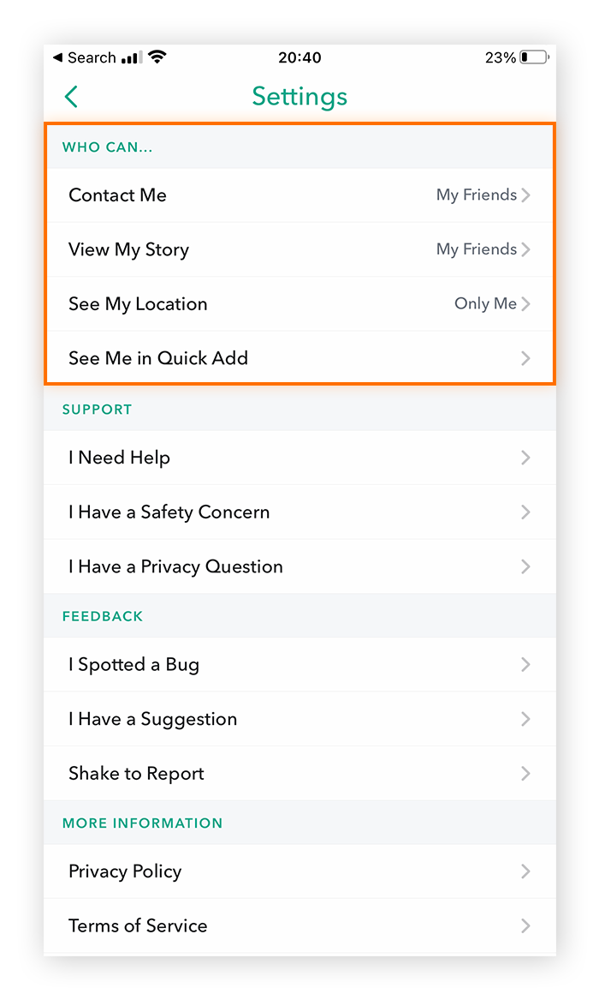 Search 20:40 23%
Settings
WHO CAN...
Contact Me My Friends
View My Story My Friends
See My Location Only Me
See Me in Quick Add
SUPPORT
I Need Help
I Have a Safety Concern
I Have a Privacy Question
FEEDBACK
I Spotted a Bug
I Have a Suggestion
Shake to Report
MORE INFORMATION
Privacy Policy
Terms of Service